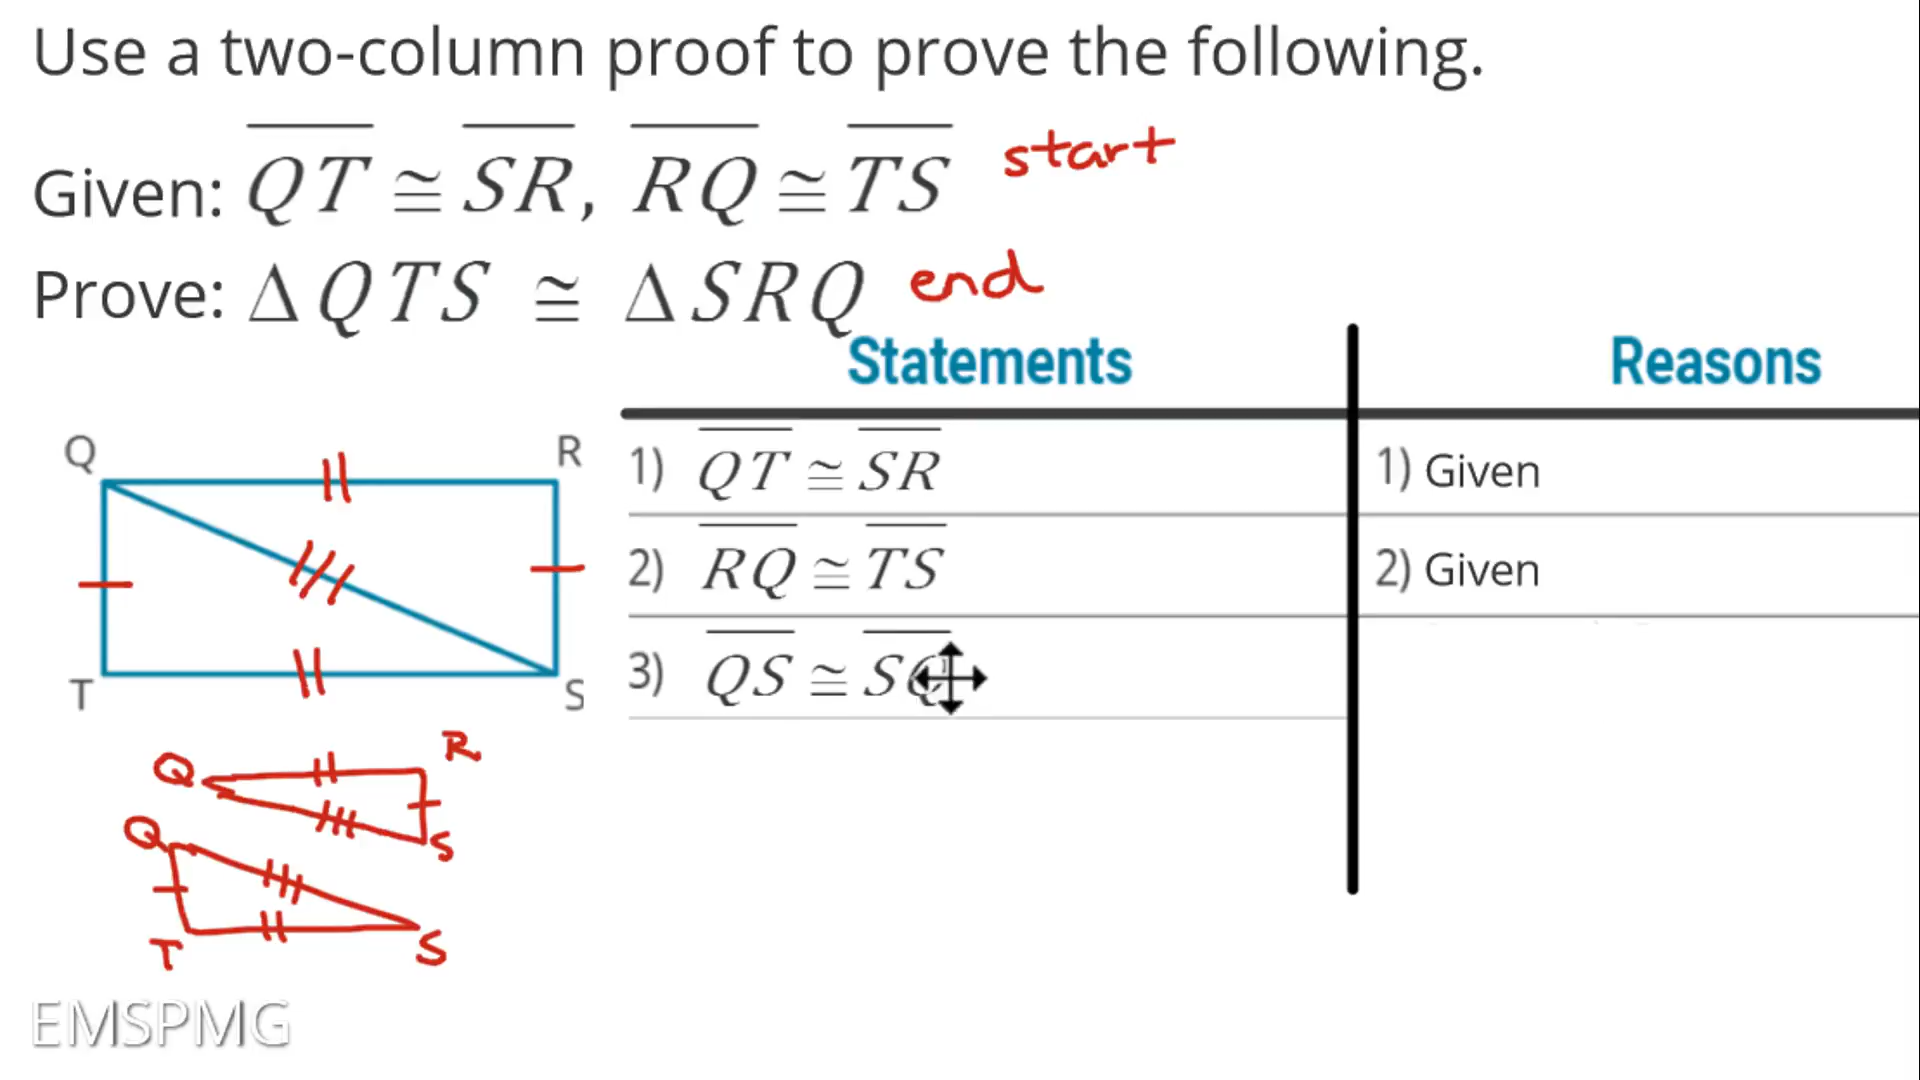 Use a two-column proof to prove the following.
Given: QT ≅ SR, RQ ≅ TS start
Prove: ΔQTS ≅ ΔSRQ end
Statements Reasons
1) QT ≅ SR 1) Given
2) RQ ≅ TS 2) Given
3) QS ≅ SQ
Q R
T S
Q R
S
Q
T S
EMSPMG